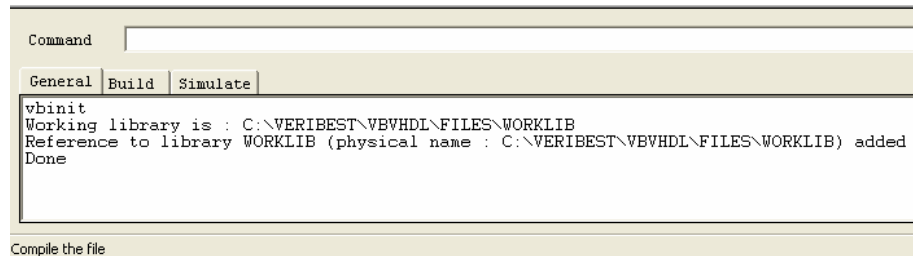 Command
General Build Simulate
vbinit
Working library is : C:\VERIBEST\VBVHDL\FILES\WORKLIB
Reference to library WORKLIB (physical name : C:\VERIBEST\VBVHDL\FILES\WORKLIB) added
Done
Compile the file